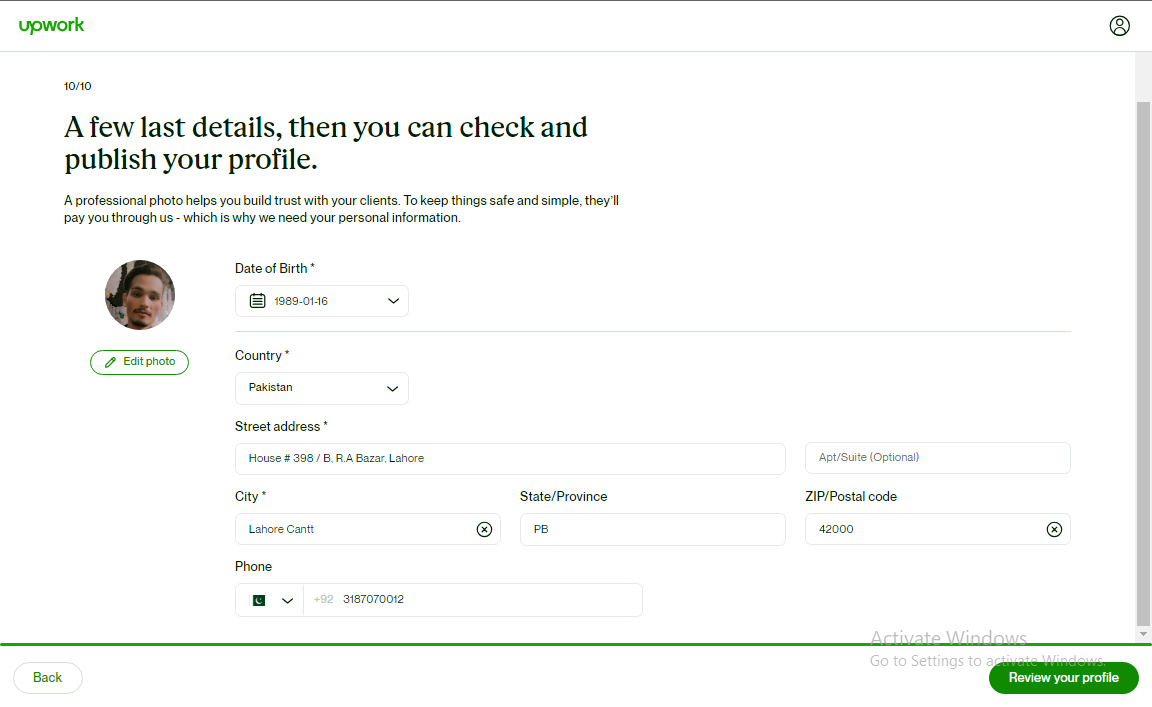 upwork
10/10
A few last details, then you can check and
publish your profile.
A professional photo helps you build trust with your clients. To keep things safe and simple, they'll
pay you through us - which is why we need your personal information.
Date of Birth *
1989-01-16
Edit photo
Country *
Pakistan
Street address *
House # 398 / B, R.A Bazar, Lahore
Apt/Suite (Optional)
City *
State/Province
ZIP/Postal code
Lahore Cantt
PB
42000
Phone
+92 3187070012
Activate Windows
Go to Settings to activate Windows.
Back
Review your profile